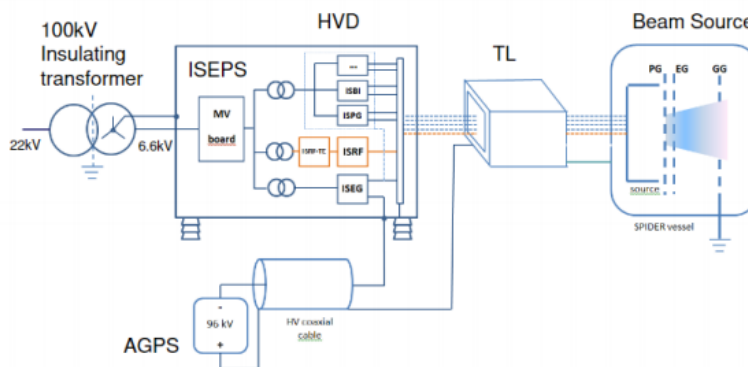 100kV
Insulating
transformer
22kV
6.6kV
HVD
ISEPS
MV
board
...
ISBI
ISPG
ISRF-TC
ISRF
ISEG
TL
Beam Source
PG
EG
GG
source
SPIDER vessel
-
96 kV
+
AGPS
HV coaxial
cable